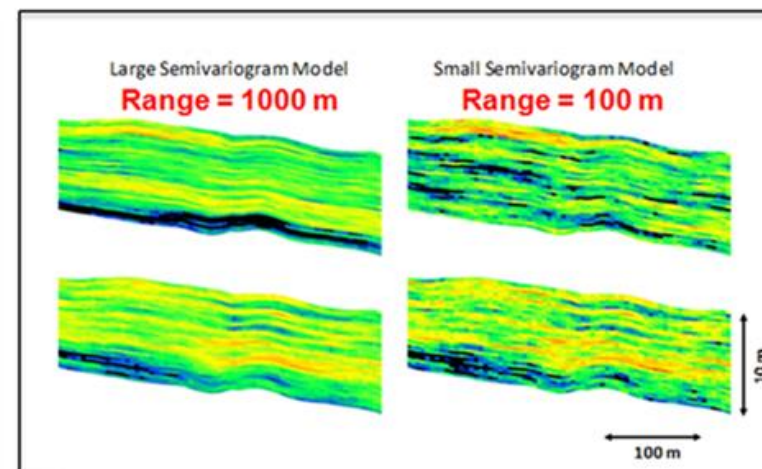 Large Semivariogram Model
Range = 1000 m
Small Semivariogram Model
Range = 100 m
10 m
100 m